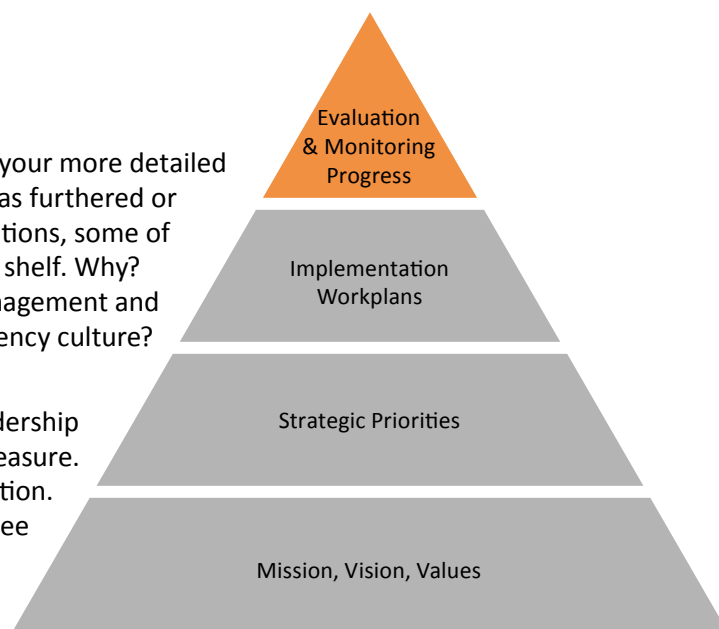 Evaluation
& Monitoring
Progress
your more detailed
as furthered or
tions, some of
shelf. Why?
nagement and
ency culture?
Implementation
Workplans
dership
easure.
tion.
ee
Strategic Priorities
Mission, Vision, Values